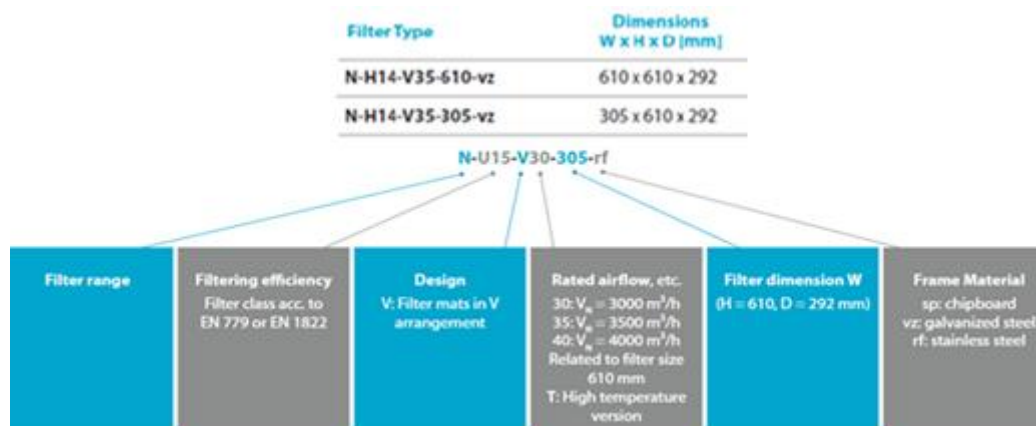 Filter Type Dimensions
W x H x D [mm]
N-H14-V35-610-vz 610 x 610 x 292
N-H14-V35-305-vz 305 x 610 x 292
N-U15-V30-305-rf
Filter range
Filtering efficiency
Filter class acc. to
EN 779 or EN 1822
Design
V: Filter mats in V
arrangement
Rated airflow, etc.
30: V_N = 3000 m³/h
35: V_N = 3500 m³/h
40: V_N = 4000 m³/h
Related to filter size
610 mm
T: High temperature
version
Filter dimension W
(H = 610, D = 292 mm)
Frame Material
sp: chipboard
vz: galvanized steel
rf: stainless steel